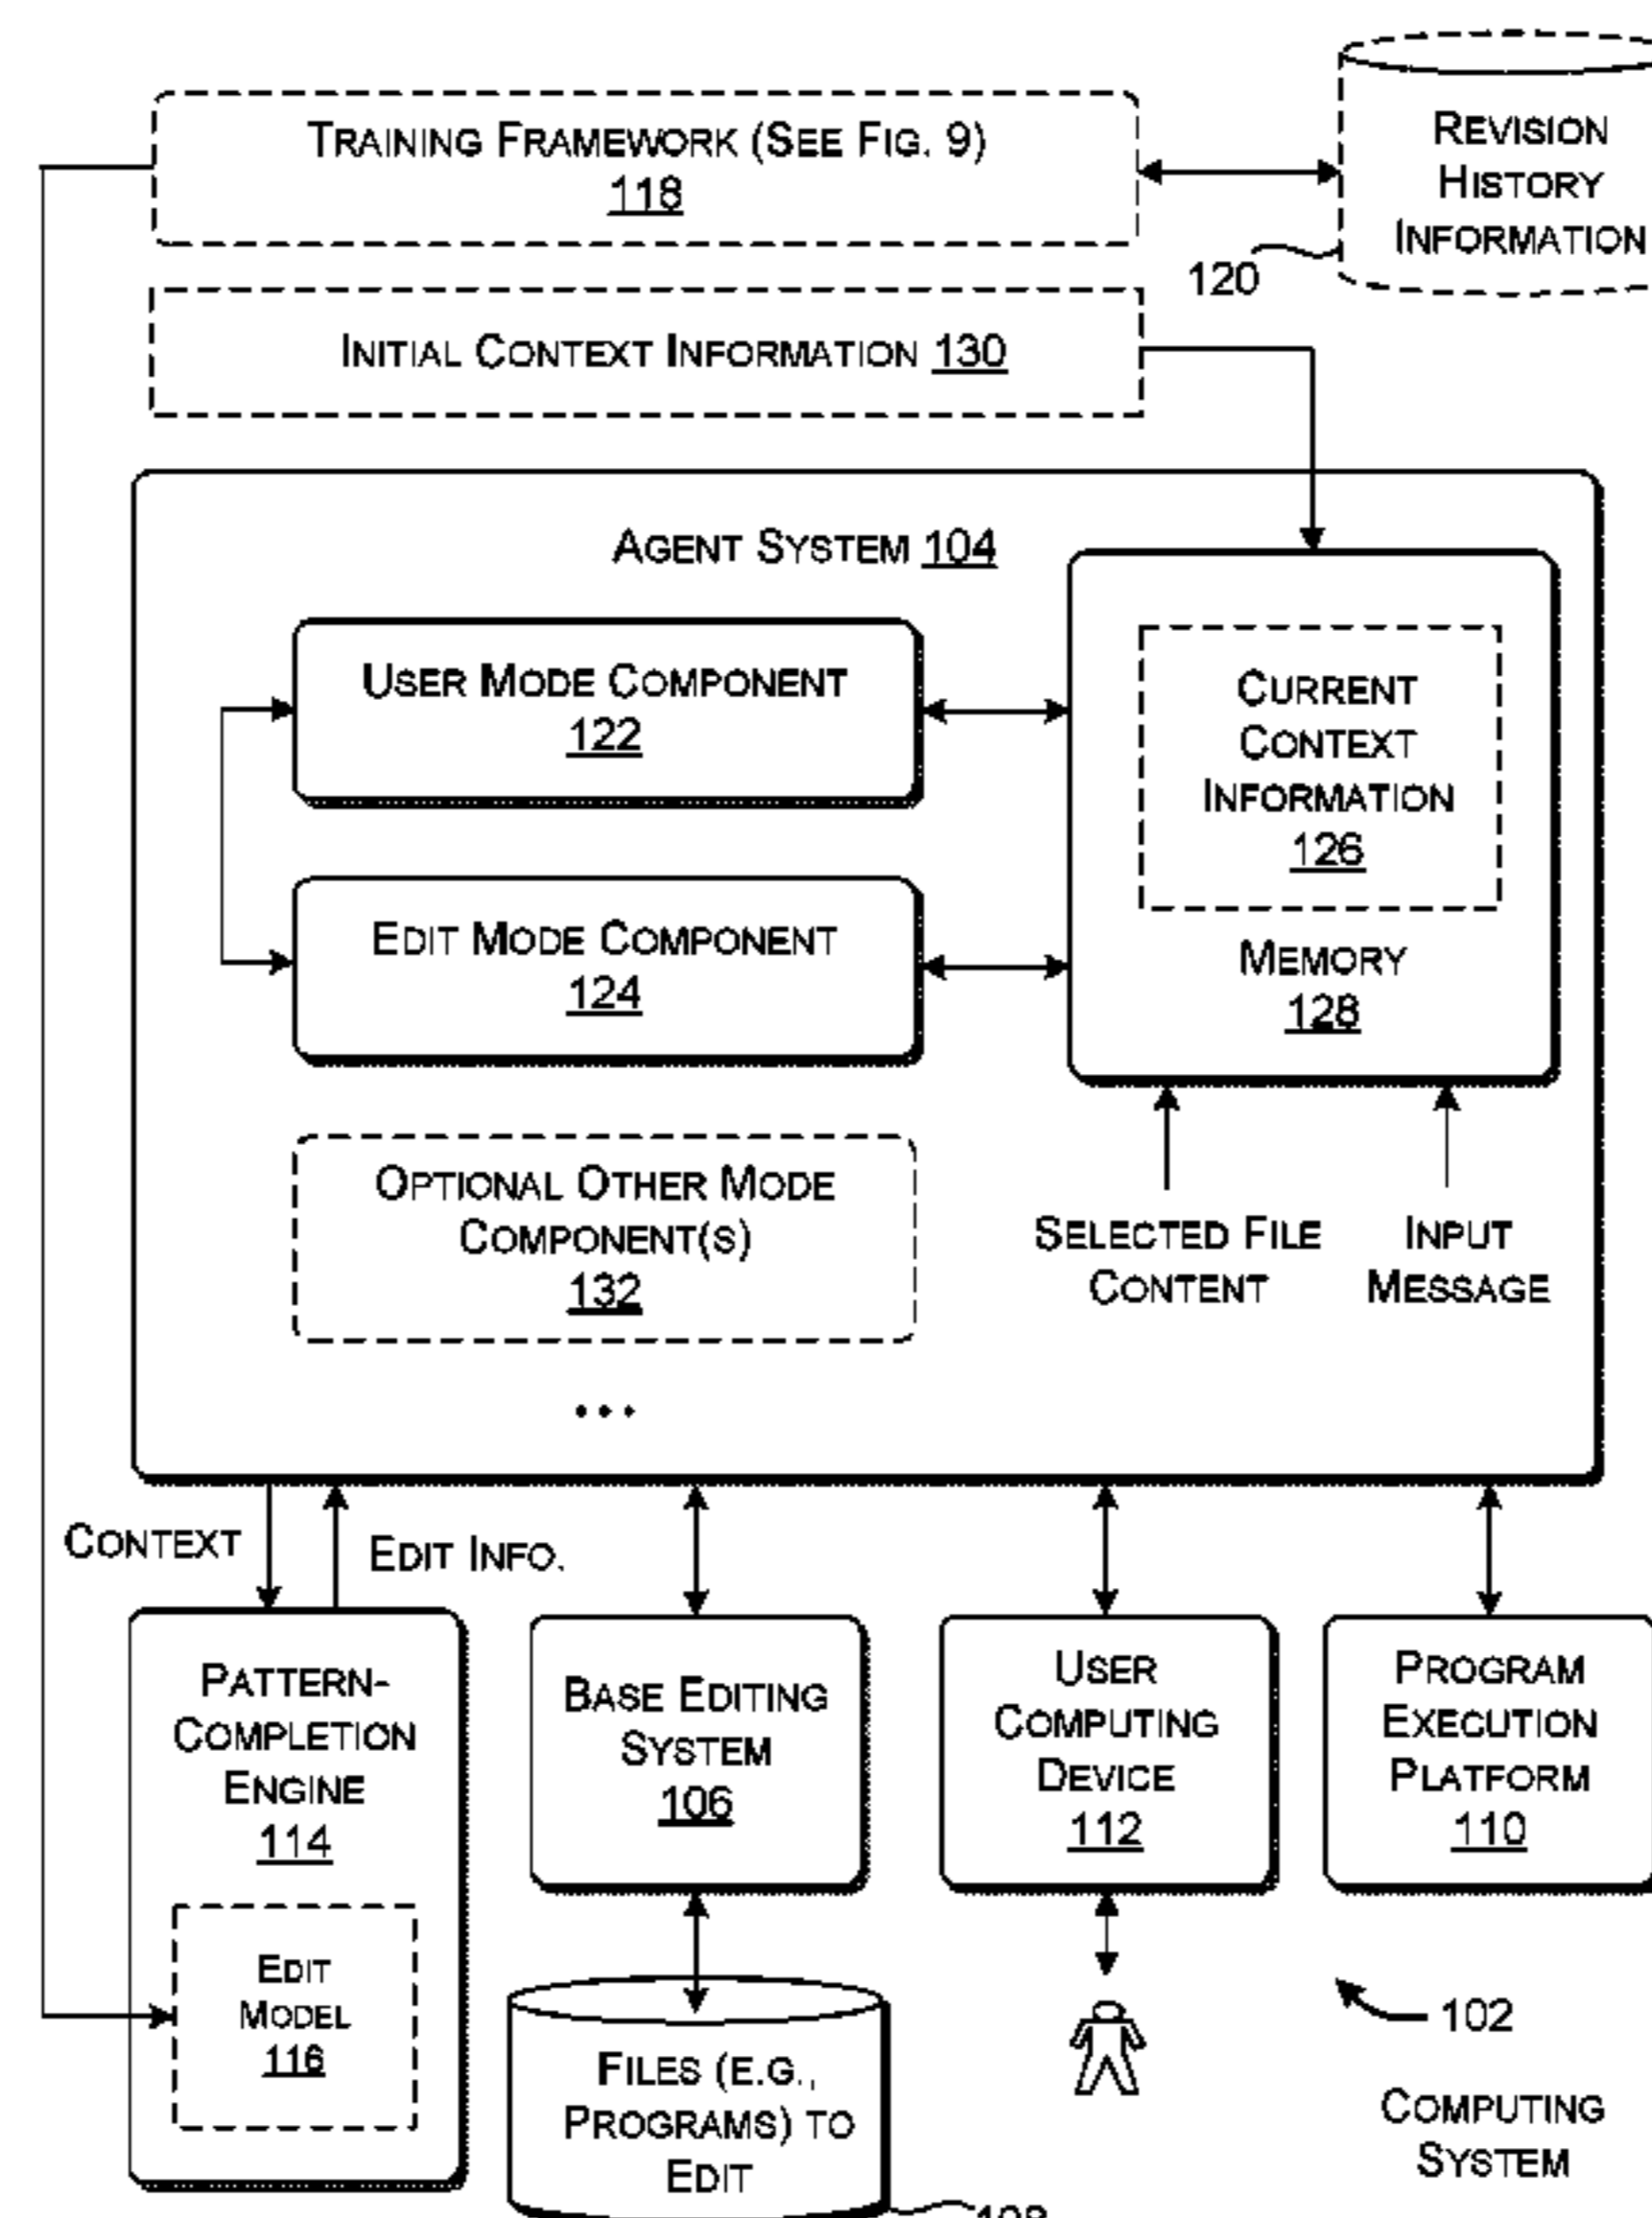 TRAINING FRAMEWORK (SEE FIG. 9)
118
REVISION
HISTORY
INFORMATION
120
INITIAL CONTEXT INFORMATION 130
AGENT SYSTEM 104
USER MODE COMPONENT
122
CURRENT
CONTEXT
INFORMATION
126
EDIT MODE COMPONENT
124
MEMORY
128
OPTIONAL OTHER MODE
COMPONENT(S)
132
SELECTED FILE
CONTENT
INPUT
MESSAGE
...
CONTEXT
EDIT INFO.
PATTERN-
COMPLETION
ENGINE
114
EDIT
MODEL
116
BASE EDITING
SYSTEM
106
USER
COMPUTING
DEVICE
112
PROGRAM
EXECUTION
PLATFORM
110
FILES (E.G.,
PROGRAMS) TO
EDIT
102
COMPUTING
SYSTEM